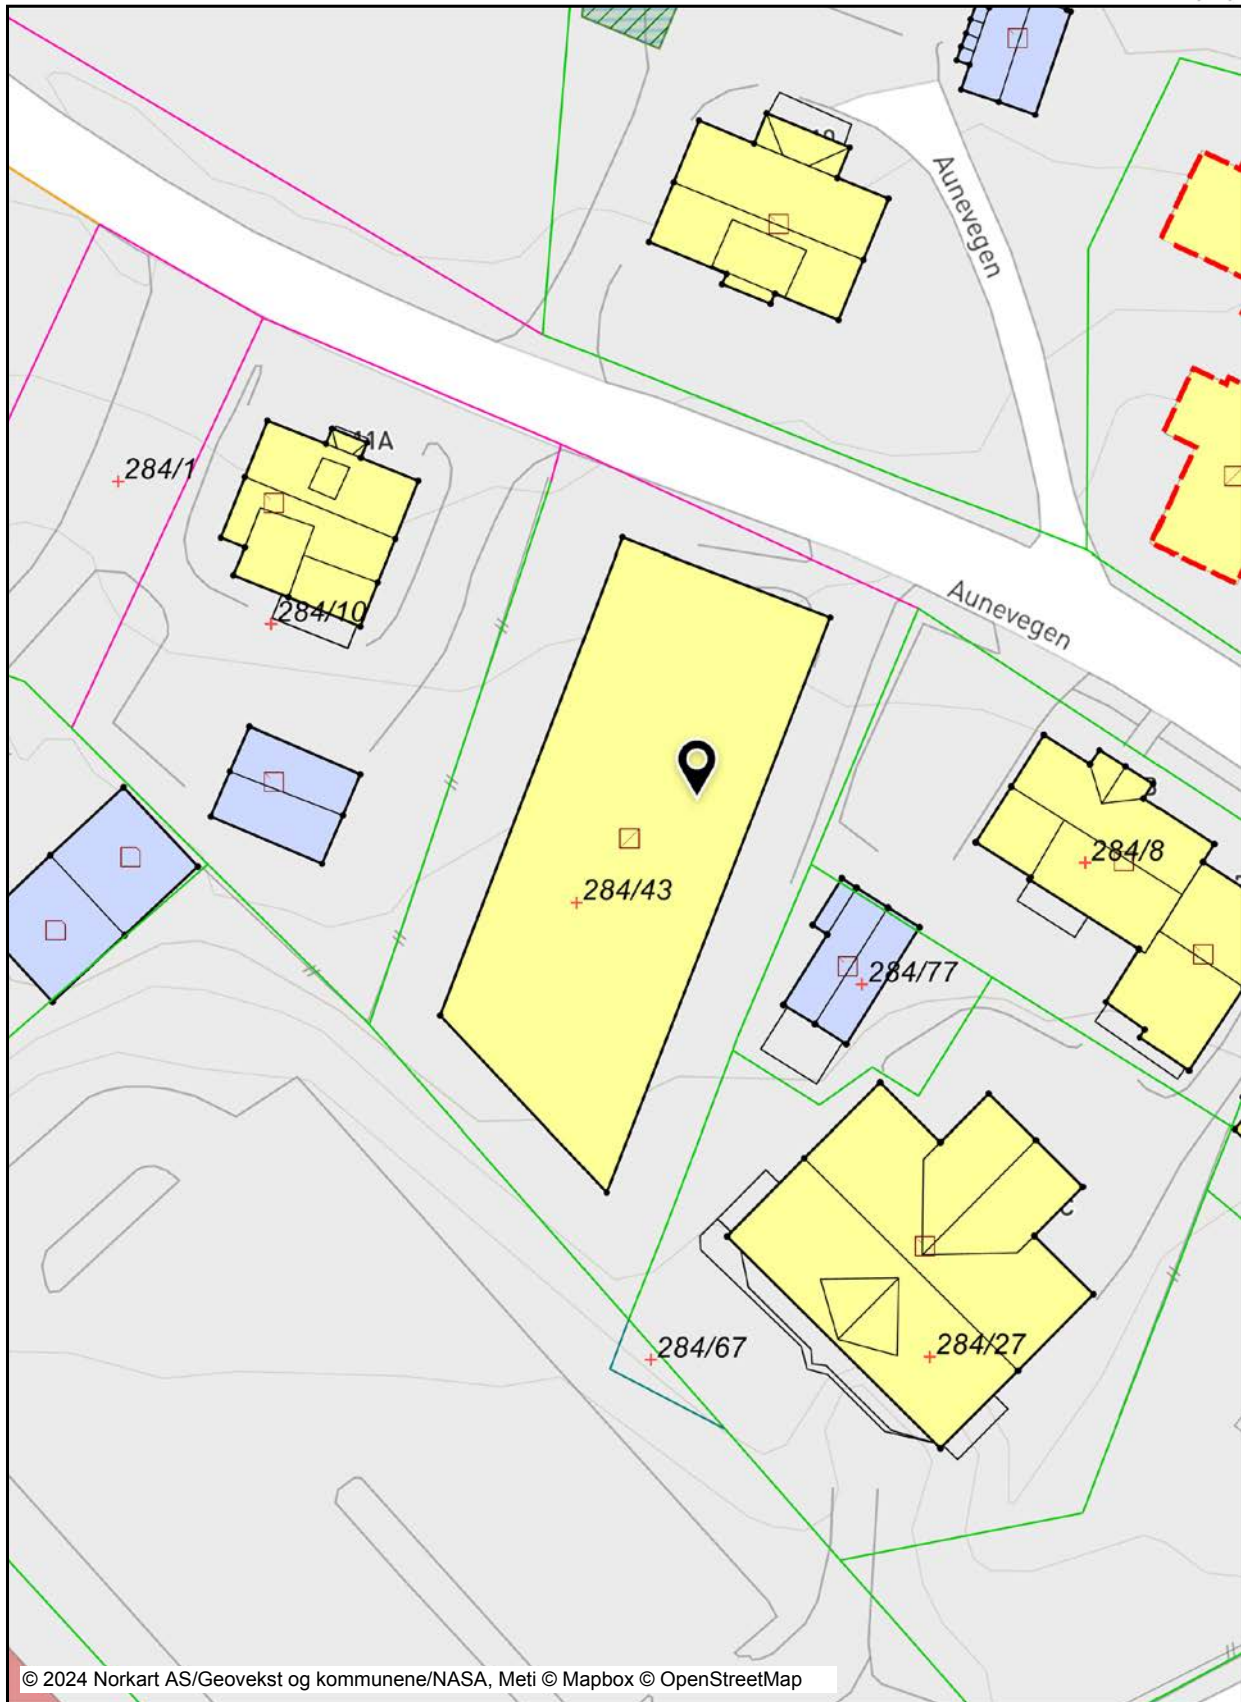 Aunevegen
11A
284/1
284/10
Aunevegen
284/8
284/43
284/77
284/67
284/27
© 2024 Norkart AS/Geovekst og kommunene/NASA, Meti © Mapbox © OpenStreetMap